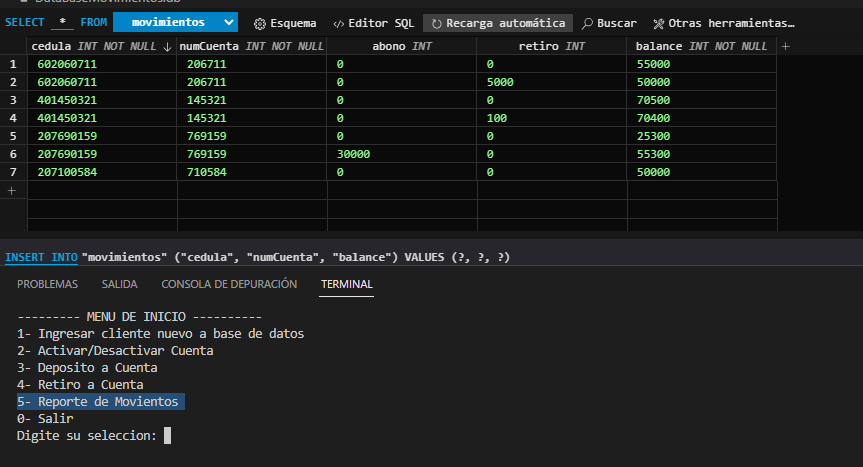 DataBaseMovimientos.db
SELECT * FROM movimientos Esquema Editor SQL Recarga automática Buscar Otras herramientas…
cedula INT NOT NULL ↓ numCuenta INT NOT NULL abono INT retiro INT balance INT NOT NULL +
1 602060711 206711 0 0 55000
2 602060711 206711 0 5000 50000
3 401450321 145321 0 0 70500
4 401450321 145321 0 100 70400
5 207690159 769159 0 0 25300
6 207690159 769159 30000 0 55300
7 207100584 710584 0 0 50000
+
INSERT INTO "movimientos" ("cedula", "numCuenta", "balance") VALUES (?, ?, ?)
PROBLEMAS SALIDA CONSOLA DE DEPURACIÓN TERMINAL
--------- MENU DE INICIO ----------
1- Ingresar cliente nuevo a base de datos
2- Activar/Desactivar Cuenta
3- Deposito a Cuenta
4- Retiro a Cuenta
5- Reporte de Movientos
0- Salir
Digite su seleccion: